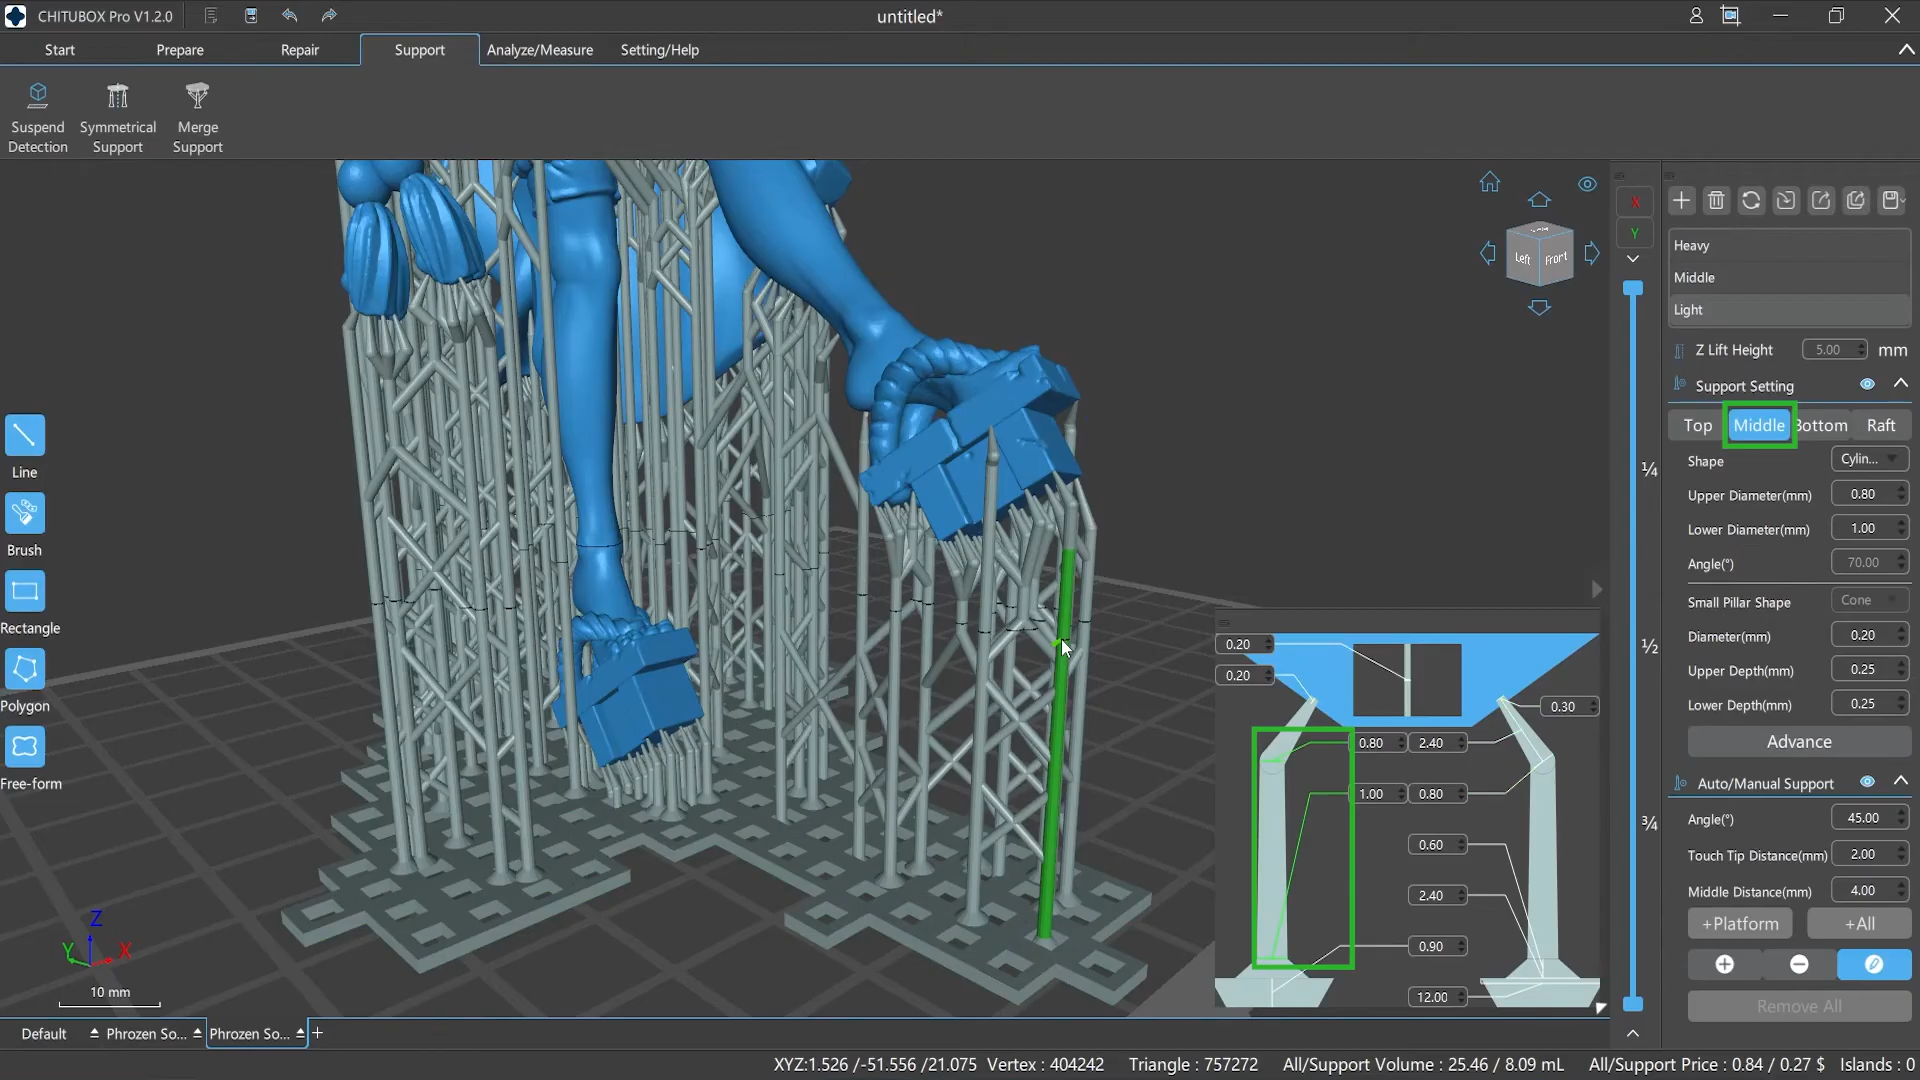 CHITUBOX Pro V1.2.0
untitled*
Start
Prepare
Repair
Support
Analyze/Measure
Setting/Help
Suspend Detection
Symmetrical Support
Merge Support
Line
Brush
Rectangle
Polygon
Free-form
Left
Front
X
Y
1/4
1/2
3/4
Heavy
Middle
Light
Z Lift Height 5.00 mm
Support Setting
Top Middle Bottom Raft
Shape Cylin...
Upper Diameter(mm) 0.80
Lower Diameter(mm) 1.00
Angle(°) 70.00
Small Pillar Shape Cone
Diameter(mm) 0.20
Upper Depth(mm) 0.25
Lower Depth(mm) 0.25
Advance
Auto/Manual Support
Angle(°) 45.00
Touch Tip Distance(mm) 2.00
Middle Distance(mm) 4.00
+Platform
+All
Remove All
0.20
0.20
0.30
0.80 2.40
1.00 0.80
0.60
2.40
0.90
12.00
Z
Y
X
10 mm
Default
Phrozen So...
Phrozen So...
+
XYZ:1.526 /-51.556 /21.075 Vertex : 404242 Triangle : 757272 All/Support Volume : 25.46 / 8.09 mL All/Support Price : 0.84 / 0.27 $ Islands : 0